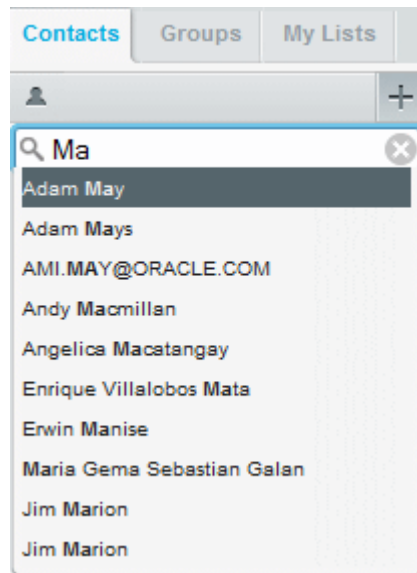 Contacts Groups My Lists
Ma
Adam May
Adam Mays
AMI.MAY@ORACLE.COM
Andy Macmillan
Angelica Macatangay
Enrique Villalobos Mata
Erwin Manise
Maria Gema Sebastian Galan
Jim Marion
Jim Marion